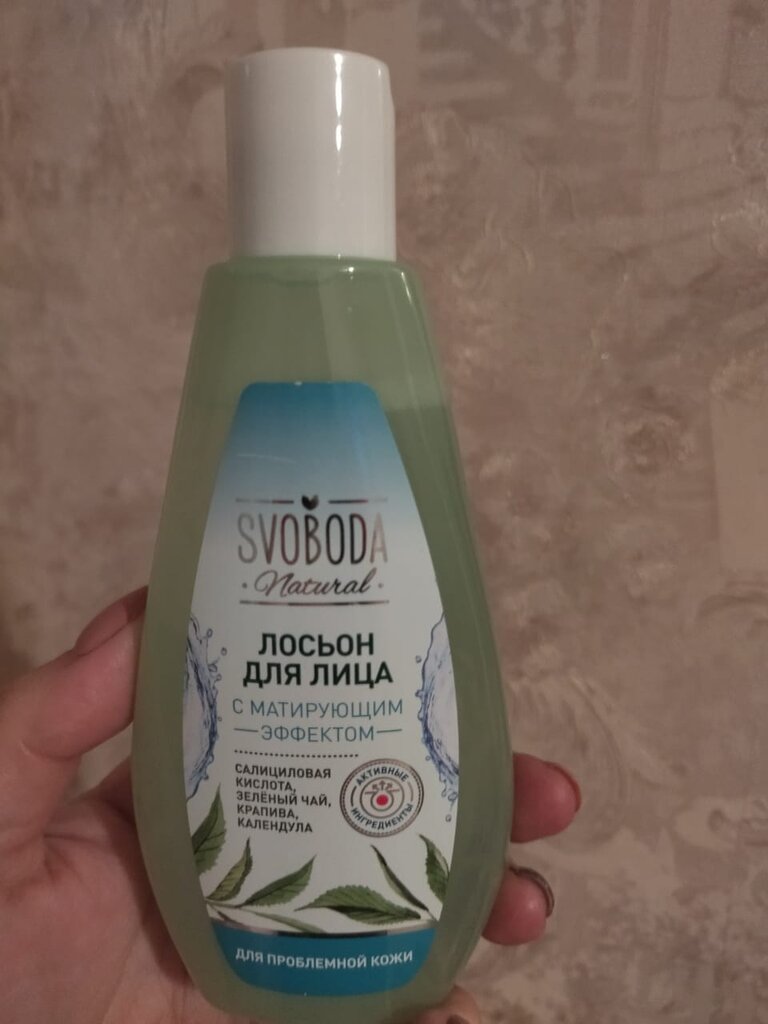 SVOBODA
Natural
ЛОСЬОН
ДЛЯ ЛИЦА
С МАТИРУЮЩИМ
ЭФФЕКТОМ
САЛИЦИЛОВАЯ
КИСЛОТА,
ЗЕЛЁНЫЙ ЧАЙ,
КРАПИВА,
КАЛЕНДУЛА
АКТИВНЫЕ
ИНГРЕДИЕНТЫ
ДЛЯ ПРОБЛЕМНОЙ КОЖИ